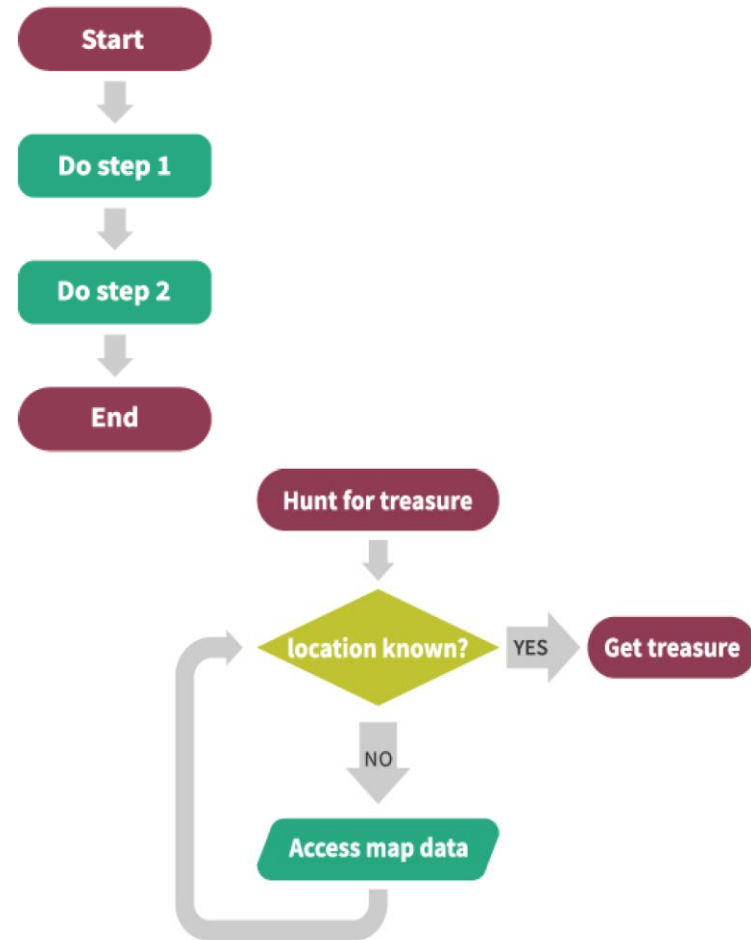 Start
Do step 1
Do step 2
End
Hunt for treasure
location known?
YES
Get treasure
NO
Access map data